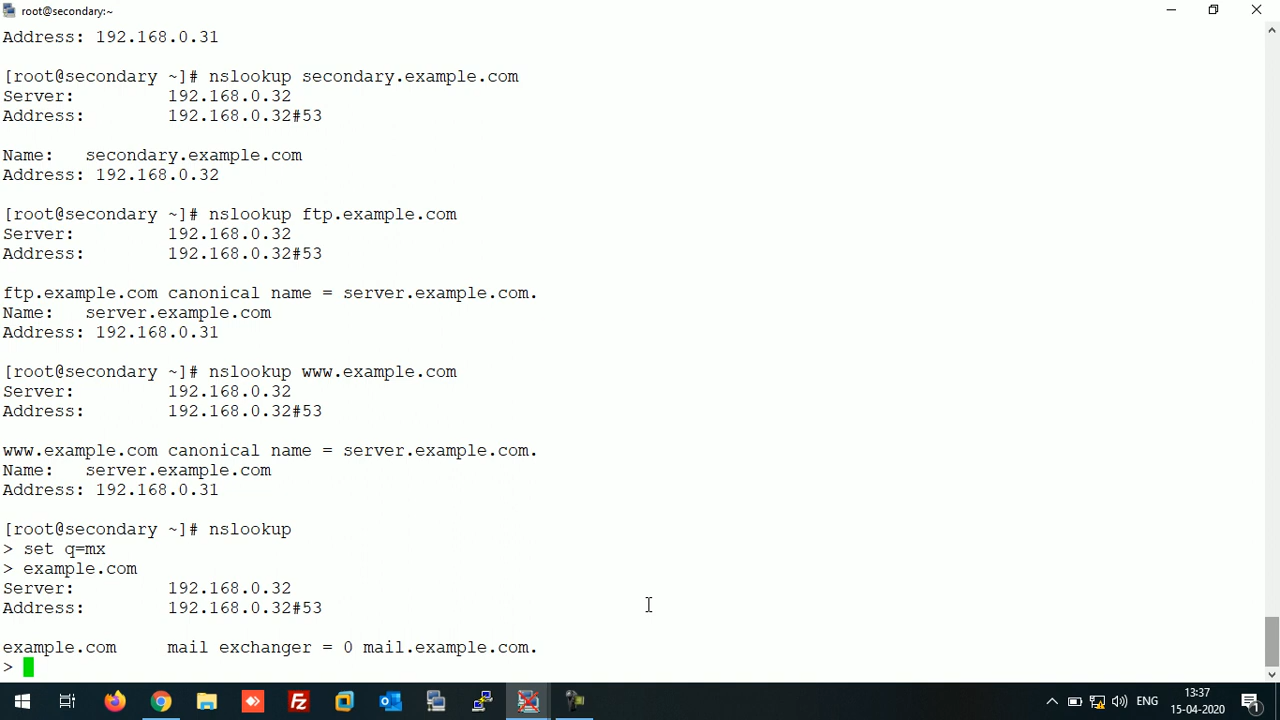 root@secondary:~
Address: 192.168.0.31
[root@secondary ~]# nslookup secondary.example.com
Server:         192.168.0.32
Address:        192.168.0.32#53
Name:   secondary.example.com
Address: 192.168.0.32
[root@secondary ~]# nslookup ftp.example.com
Server:         192.168.0.32
Address:        192.168.0.32#53
ftp.example.com canonical name = server.example.com.
Name:   server.example.com
Address: 192.168.0.31
[root@secondary ~]# nslookup www.example.com
Server:         192.168.0.32
Address:        192.168.0.32#53
www.example.com canonical name = server.example.com.
Name:   server.example.com
Address: 192.168.0.31
[root@secondary ~]# nslookup
> set q=mx
> example.com
Server:         192.168.0.32
Address:        192.168.0.32#53
example.com     mail exchanger = 0 mail.example.com.
>
ENG
13:37
15-04-2020
1